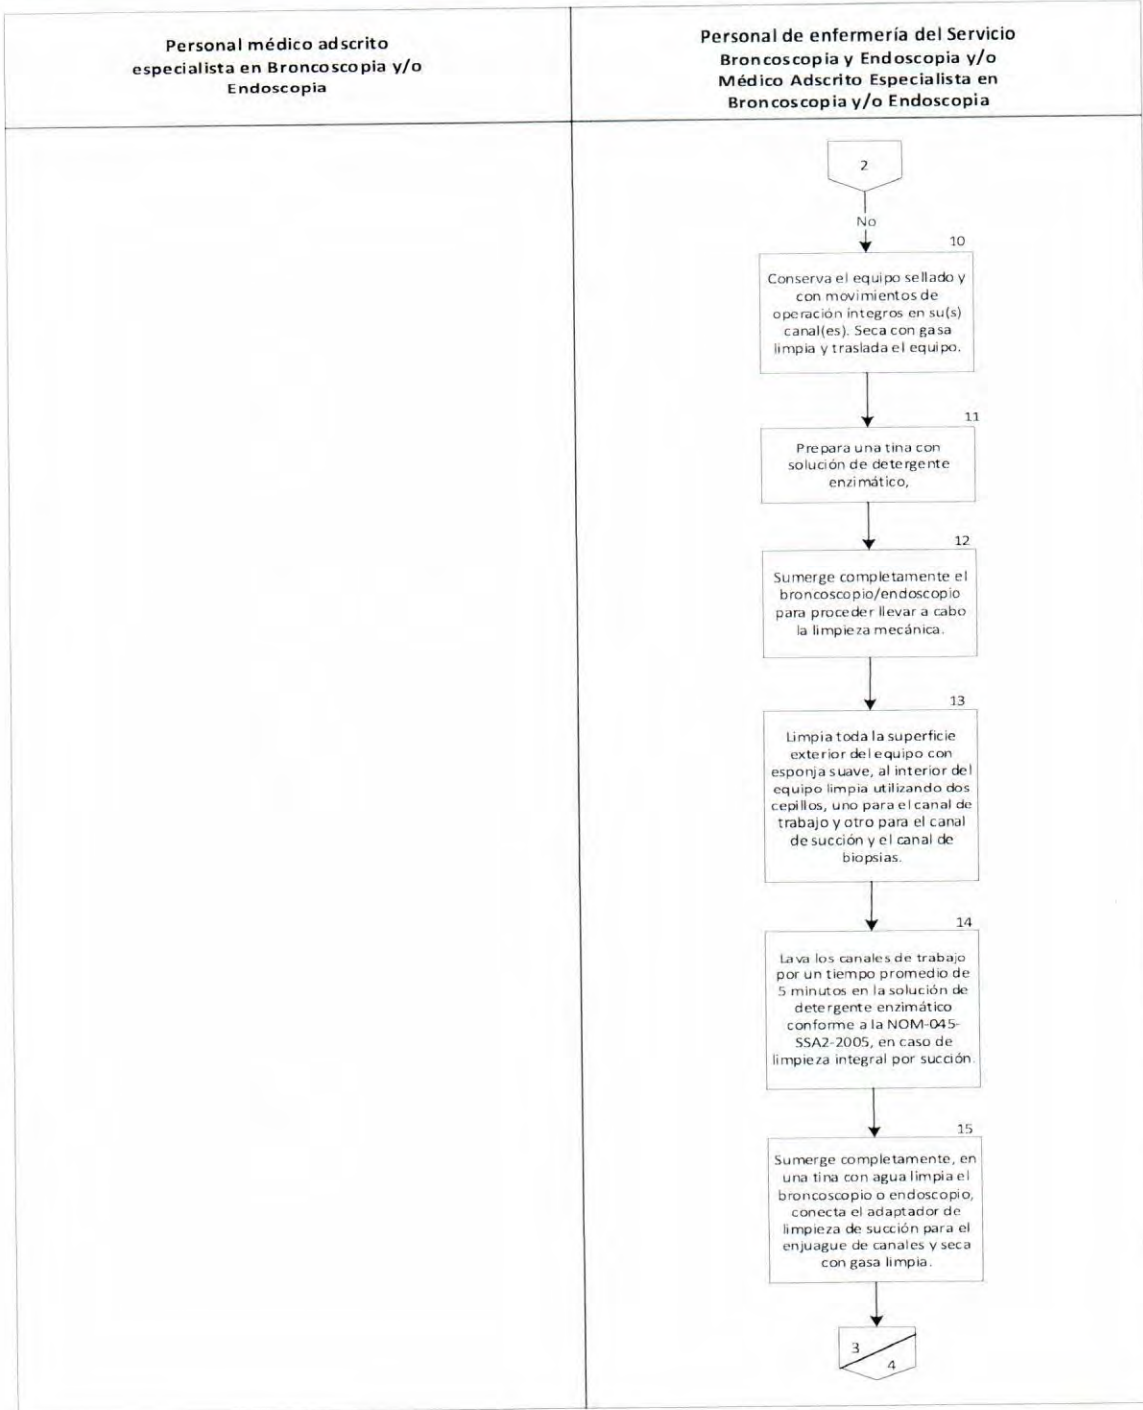 Personal médico adscrito
especialista en Broncoscopia y/o
Endoscopia
Personal de enfermería del Servicio
Broncoscopia y Endoscopia y/o
Médico Adscrito Especialista en
Broncoscopia y/o Endoscopia
2
No
10
Conserva el equipo sellado y
con movimientos de
operación íntegros en su(s)
canal(es). Seca con gasa
limpia y traslada el equipo.
11
Prepara una tina con
solución de detergente
enzimático,
12
Sumerge completamente el
broncoscopio/endoscopio
para proceder llevar a cabo
la limpieza mecánica.
13
Limpia toda la superficie
exterior del equipo con
esponja suave, al interior del
equipo limpia utilizando dos
cepillos, uno para el canal de
trabajo y otro para el canal
de succión y el canal de
biopsias.
14
Lava los canales de trabajo
por un tiempo promedio de
5 minutos en la solución de
detergente enzimático
conforme a la NOM-045-
SSA2-2005, en caso de
limpieza integral por succión.
15
Sumerge completamente, en
una tina con agua limpia el
broncoscopio o endoscopio,
conecta el adaptador de
limpieza de succión para el
enjuague de canales y seca
con gasa limpia.
3
4